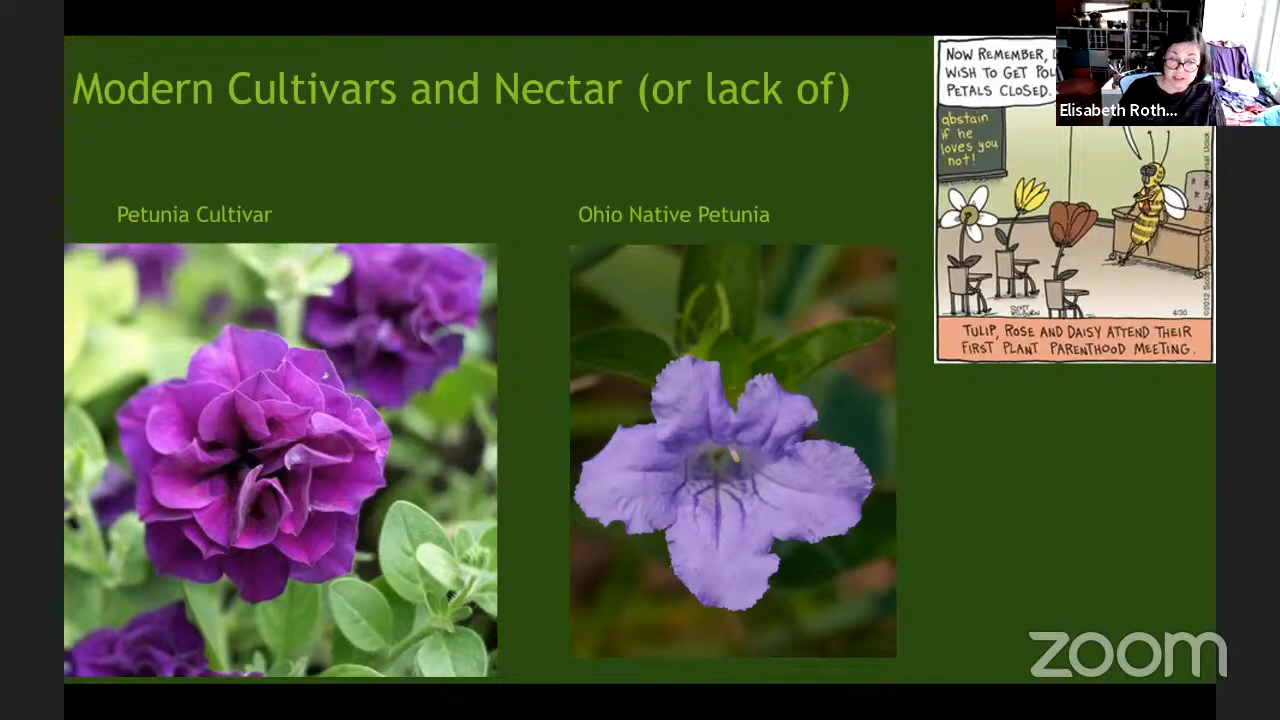 Modern Cultivars and Nectar (or lack of)
Petunia Cultivar
Ohio Native Petunia
NOW REMEMBER,
WISH TO GET
PETALS CLOSED.
abstain
if he
loves you
not!
4/30
TULIP, ROSE AND DAISY ATTEND THEIR
FIRST PLANT PARENTHOOD MEETING.
Elisabeth Roth...
zoom